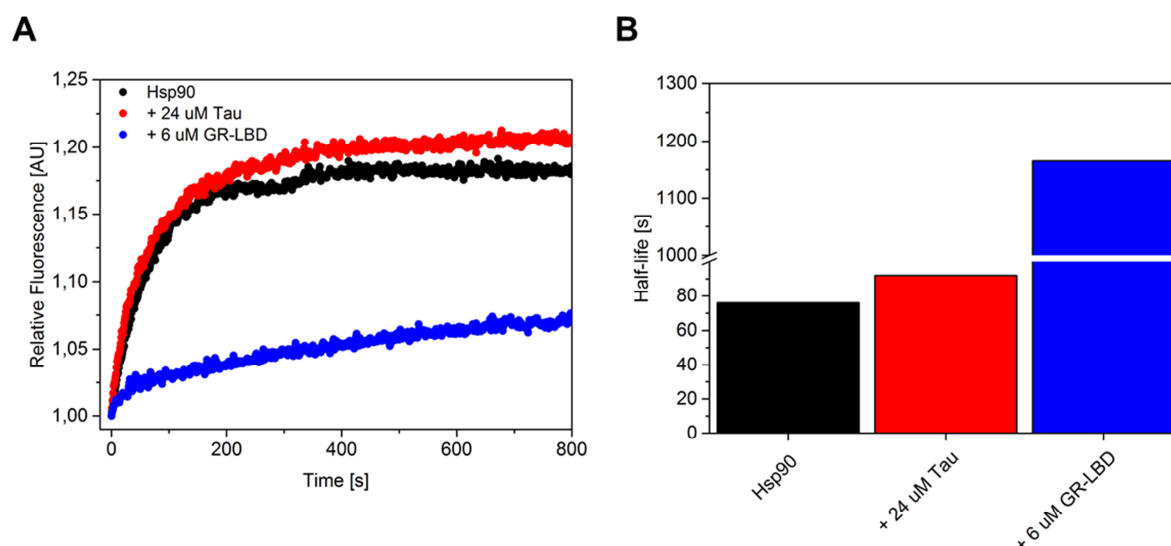 A
Relative Fluorescence [AU]
1,25
1,20
1,15
1,10
1,05
1,00
Hsp90
+ 24 uM Tau
+ 6 uM GR-LBD
0
200
400
600
800
Time [s]
B
Half-life [s]
1300
1200
1100
1000
80
60
40
20
0
Hsp90
+ 24 uM Tau
+ 6 uM GR-LBD